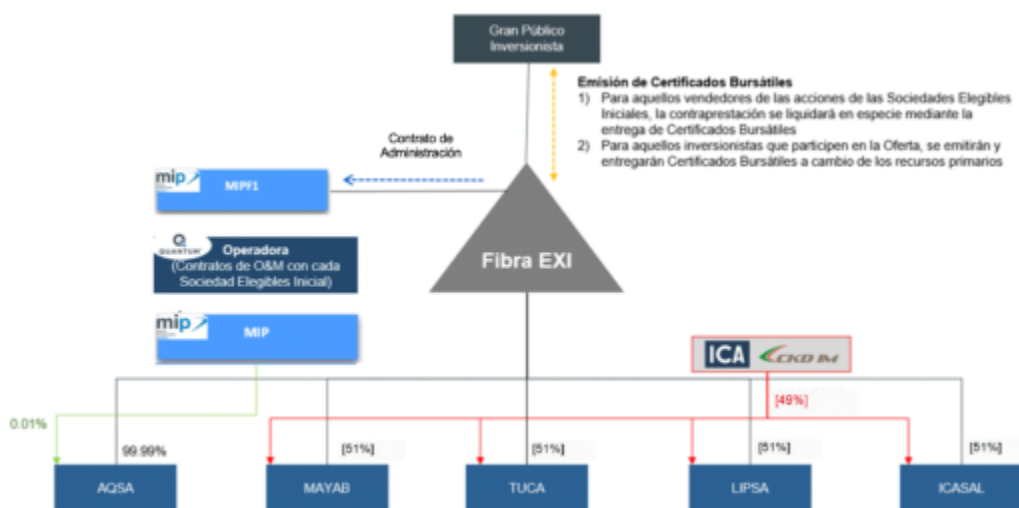 Gran Público
Inversionista
Emisión de Certificados Bursátiles
1) Para aquellos vendedores de las acciones de las Sociedades Elegibles
Iniciales, la contraprestación se liquidará en especie mediante la
entrega de Certificados Bursátiles
2) Para aquellos inversionistas que participen en la Oferta, se emitirán y
entregarán Certificados Bursátiles a cambio de los recursos primarios
Contrato de
Administración
mip
MIPF1
QUANTUM
Operadora
(Contratos de O&M con cada
Sociedad Elegibles Inicial)
Fibra EXI
mip
MIP
ICA CKD IM
[49%]
0.01%
99.99%
[51%]
[51%]
[51%]
[51%]
AQSA
MAYAB
TUCA
LIPSA
ICASAL